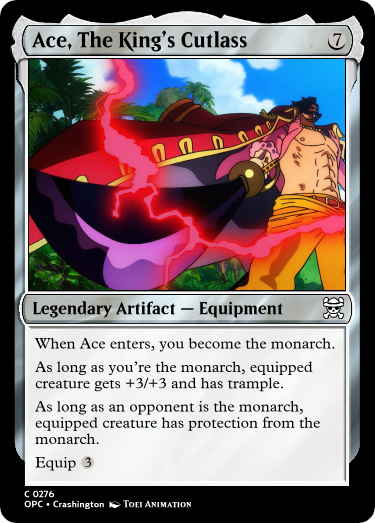 Ace, The King's Cutlass 7
Legendary Artifact — Equipment
When Ace enters, you become the monarch.
As long as you're the monarch, equipped
creature gets +3/+3 and has trample.
As long as an opponent is the monarch,
equipped creature has protection from the
monarch.
Equip 3
C 0276
OPC • Crashington Toei Animation